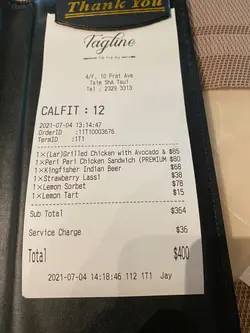 Thank You
Tagline
4/F, 10 Prat Ave
Tsim Sha Tsui
Tel : 2329 3313
CALFIT : 12
2021-07-04 13:14:47
OrderID :11T10003676
TermID :1T1
1×(Lar)Grilled Chicken with Avocado & $85
1×Peri Peri Chicken Sandwich (PREMIUM $80
1×Kingfisher Indian Beer $68
1×Strawberry Lassi $38
1×Lemon Sorbet $78
1×Lemon Tart $15
Sub Total $364
Service Charge $36
Total $400
2021-07-04 14:18:46 112 1T1 Jay